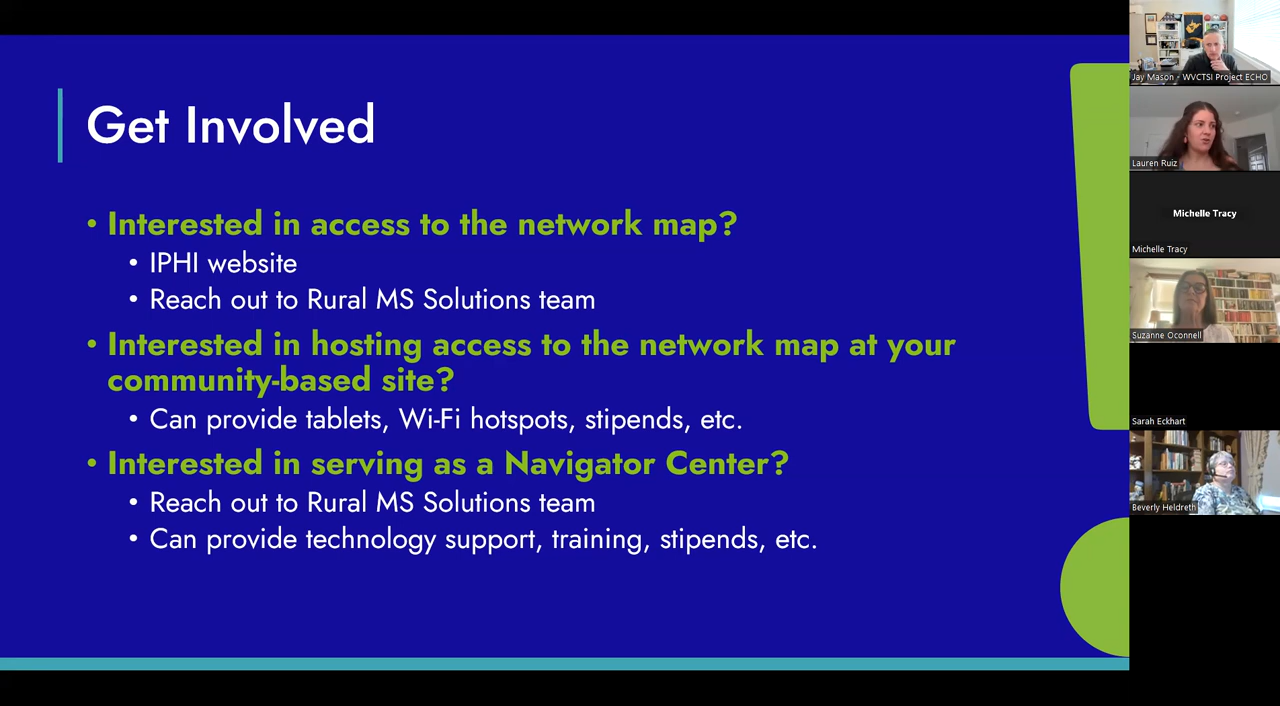 Get Involved
• Interested in access to the network map?
• IPHI website
• Reach out to Rural MS Solutions team
• Interested in hosting access to the network map at your
community-based site?
• Can provide tablets, Wi-Fi hotspots, stipends, etc.
• Interested in serving as a Navigator Center?
• Reach out to Rural MS Solutions team
• Can provide technology support, training, stipends, etc.
Jay Mason - WVCTSI Project ECHO
Lauren Ruiz
Michelle Tracy
Michelle Tracy
Suzanne Oconnell
Sarah Eckhart
Beverly Heldreth